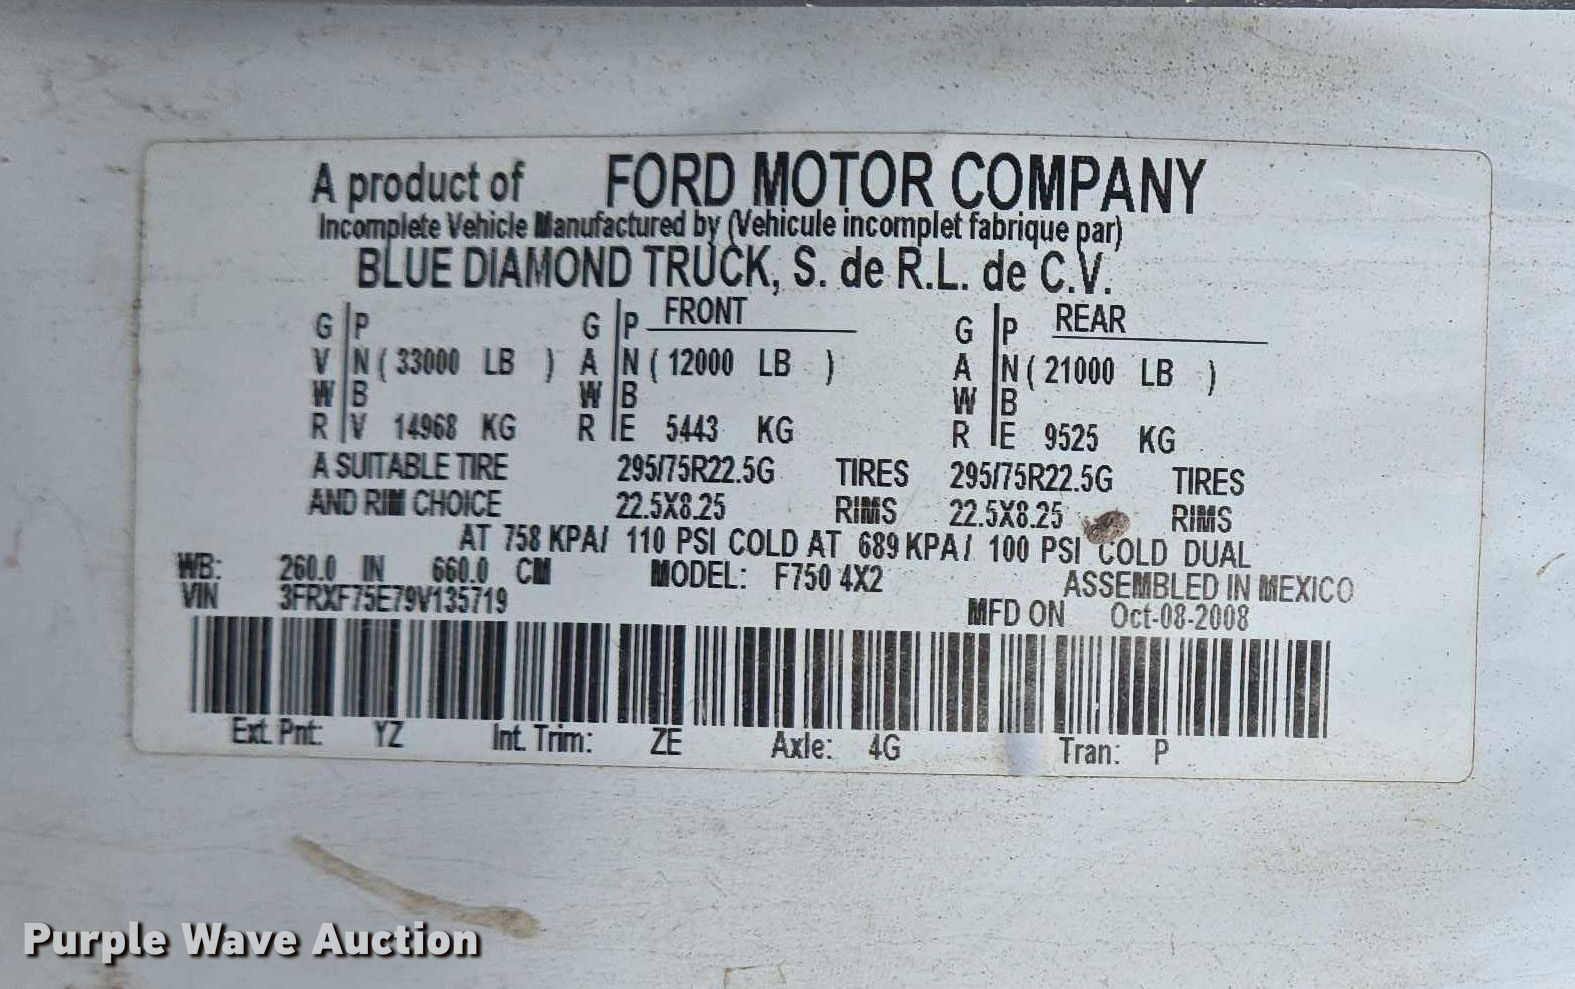 A product of FORD MOTOR COMPANY
Incomplete Vehicle Manufactured by (Vehicule incomplet fabrique par)
BLUE DIAMOND TRUCK, S. de R.L. de C.V.
G P G P FRONT G P REAR
V N ( 33000 LB ) A N ( 12000 LB ) A N ( 21000 LB )
W B W B W B
R V 14968 KG R E 5443 KG R E 9525 KG
A SUITABLE TIRE 295/75R22.5G TIRES 295/75R22.5G TIRES
AND RIM CHOICE 22.5X8.25 RIMS 22.5X8.25 RIMS
AT 758 KPA/ 110 PSI COLD AT 689 KPA/ 100 PSI COLD DUAL
WB: 260.0 IN 660.0 CM MODEL: F750 4X2 ASSEMBLED IN MEXICO
VIN 3FRXF75E79V135719 MFD ON Oct-08-2008
Ext. Pnt: YZ Int. Trim: ZE Axle: 4G Tran: P
Purple Wave Auction